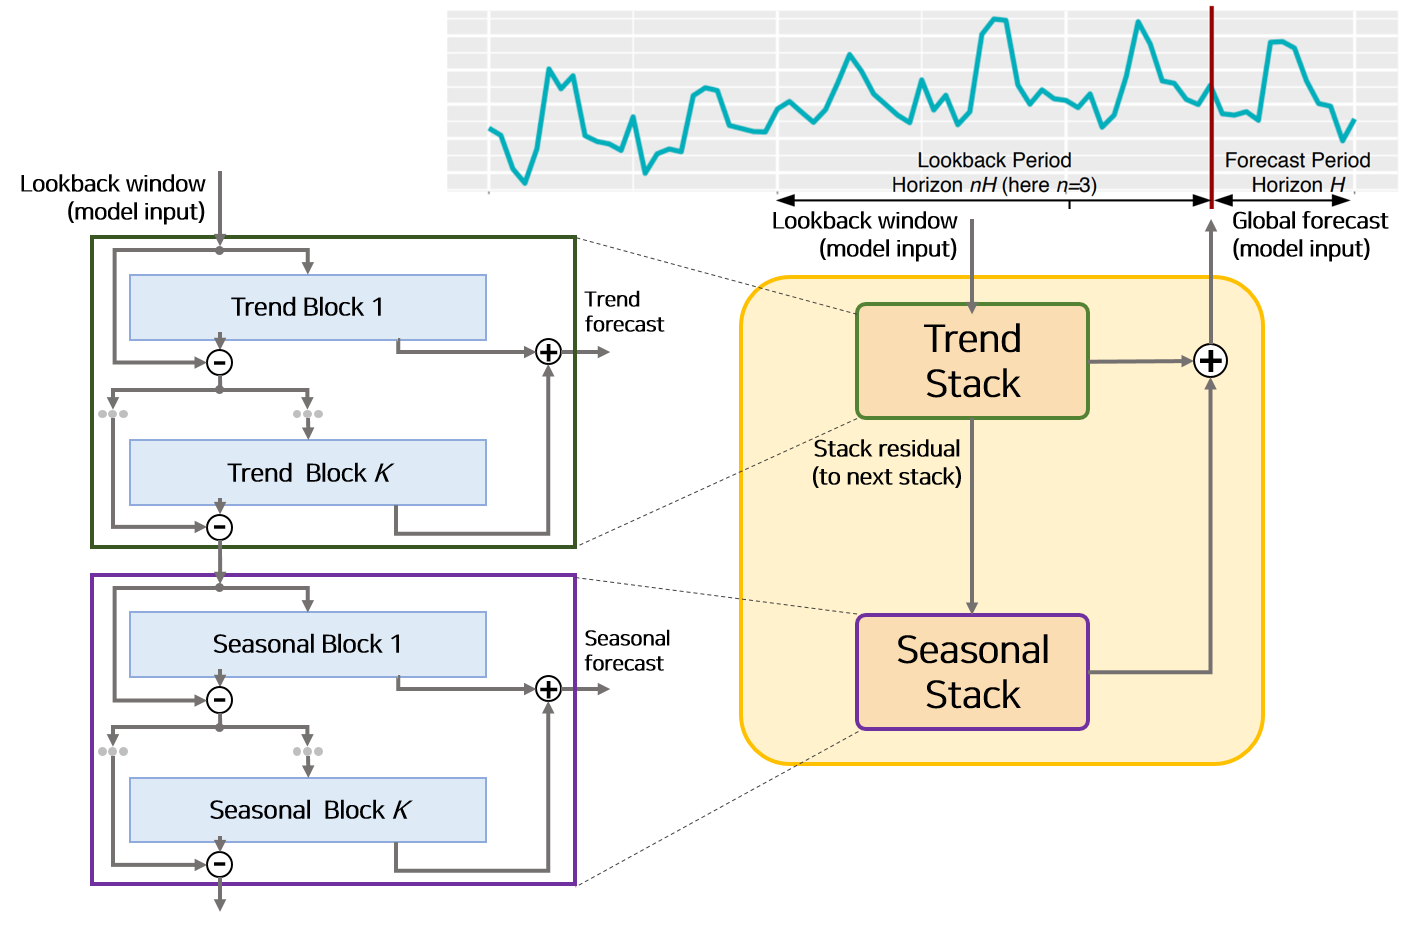 Lookback Period
Horizon nH (here n=3)
Forecast Period
Horizon H
Lookback window
(model input)
Trend Block 1
-
Trend Block K
-
+
Trend
forecast
Seasonal Block 1
-
Seasonal Block K
-
+
Seasonal
forecast
Lookback window
(model input)
Global forecast
(model input)
Trend
Stack
+
Stack residual
(to next stack)
Seasonal
Stack